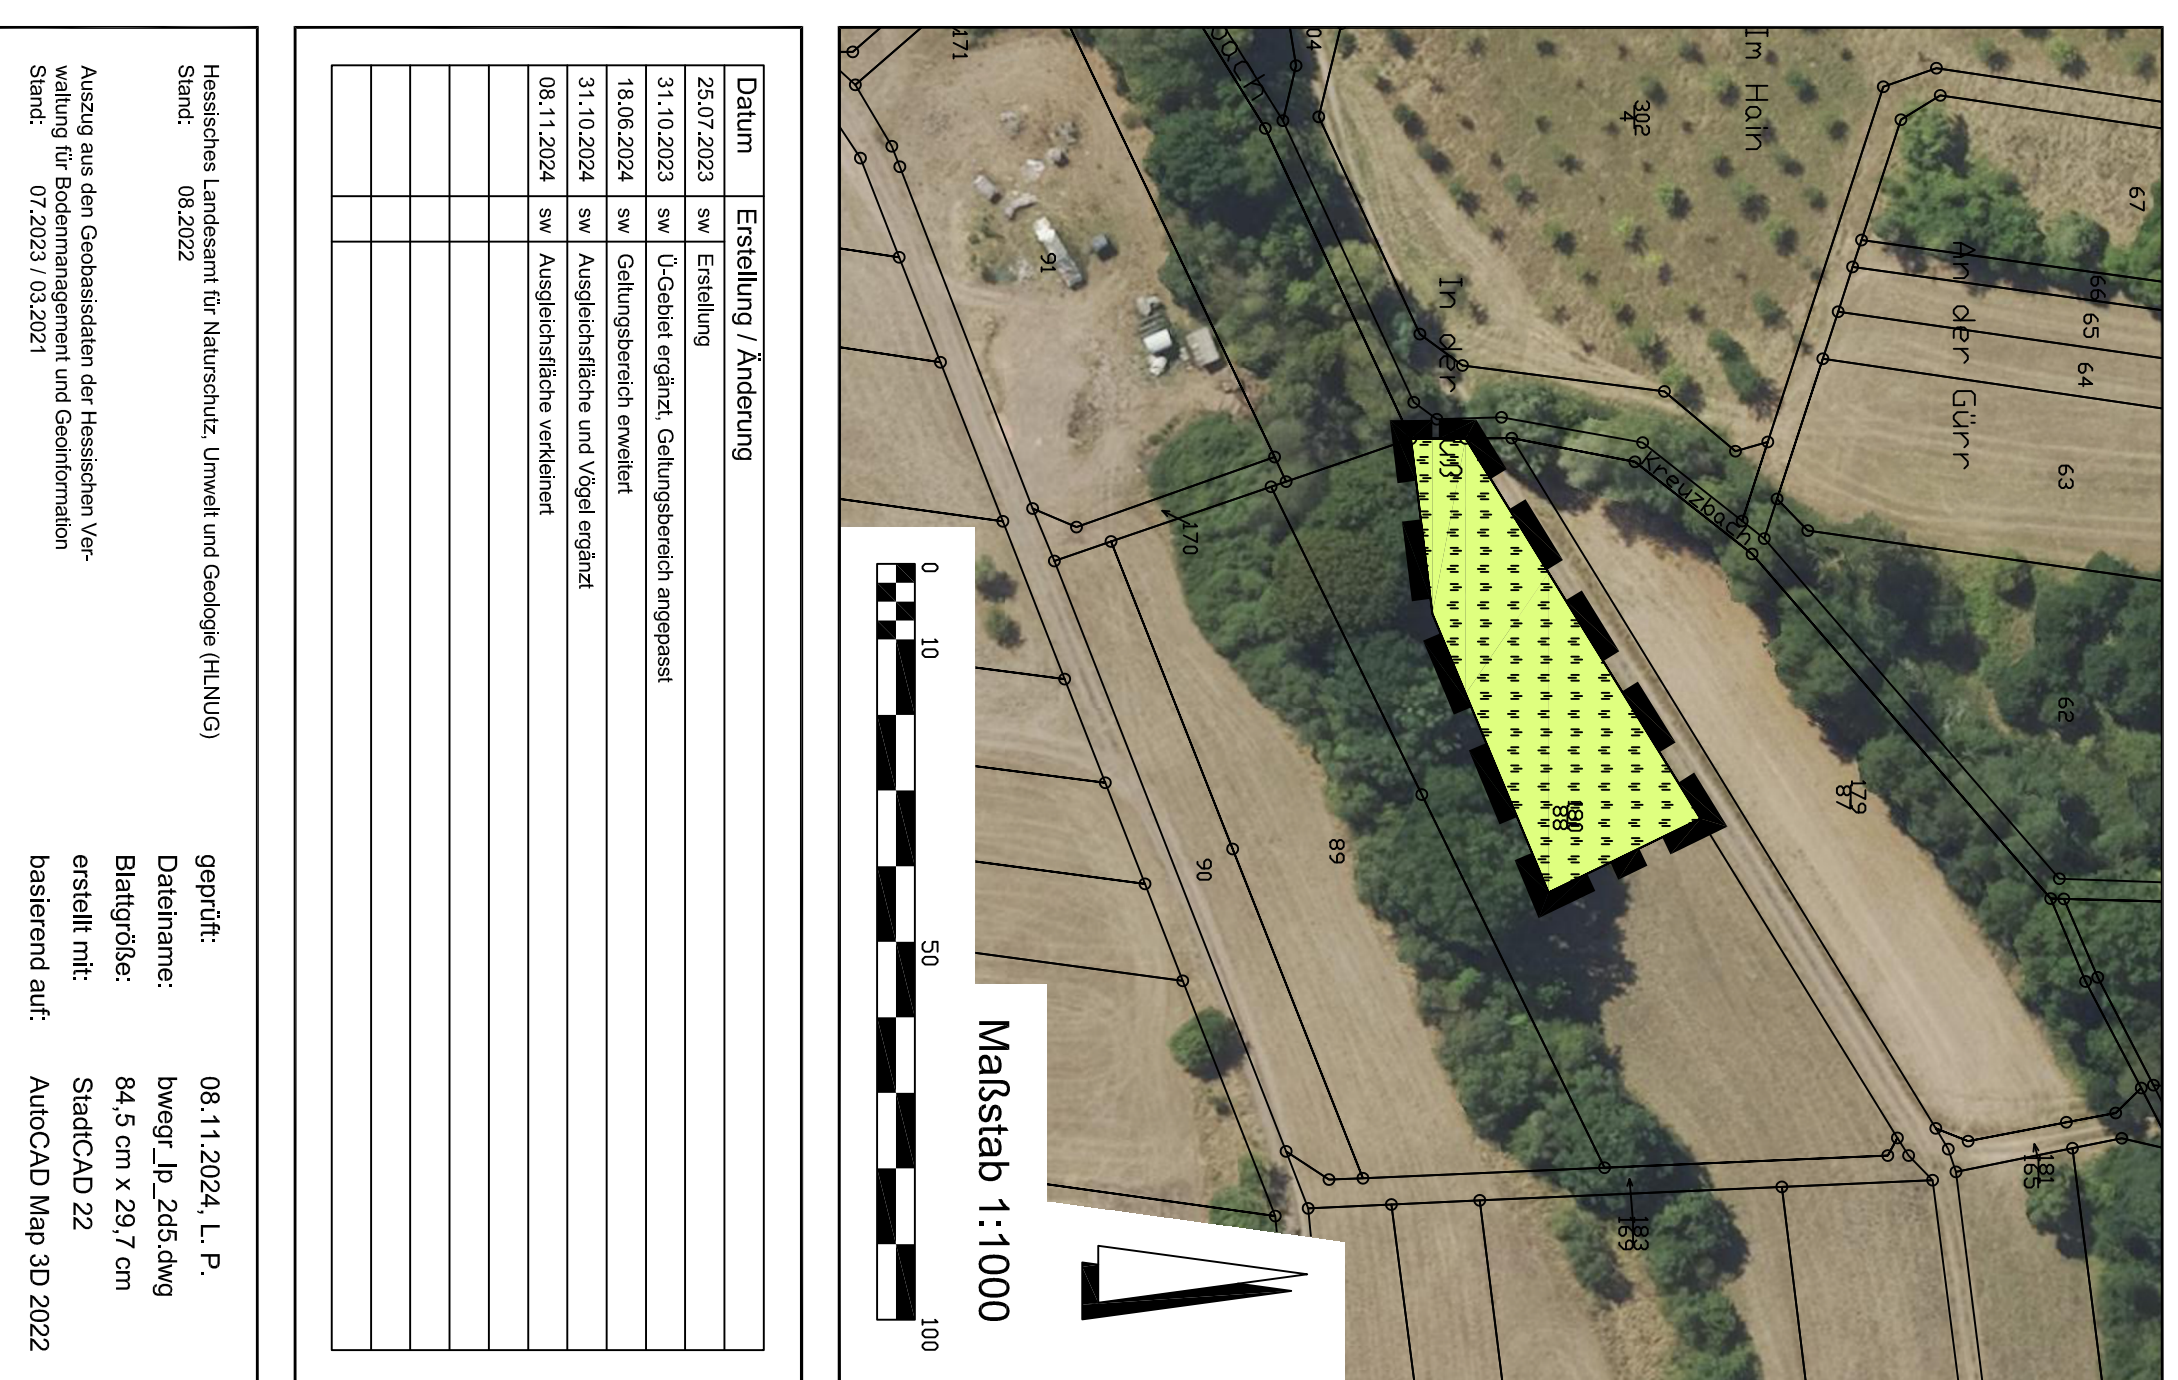 Im Hain
302
4
67
An der Gürr
66
65
64
63
62
In der
Kreuzbach
bach
04
171
91
170
179
87
180
88
89
90
181
165
183
169
0
10
50
100
Maßstab 1:1000
Datum Erstellung / Änderung
25.07.2023 sw Erstellung
31.10.2023 sw Ü-Gebiet ergänzt, Geltungsbereich angepasst
18.06.2024 sw Geltungsbereich erweitert
31.10.2024 sw Ausgleichsfläche und Vögel ergänzt
08.11.2024 sw Ausgleichsfläche verkleinert
Hessisches Landesamt für Naturschutz, Umwelt und Geologie (HLNUG)
Stand: 08.2022
Auszug aus den Geobasisdaten der Hessischen Ver-
waltung für Bodenmanagement und Geoinformation
Stand: 07.2023 / 03.2021
geprüft: 08.11.2024, L. P.
Dateiname: bwegr_lp_2d5.dwg
Blattgröße: 84,5 cm x 29,7 cm
erstellt mit: StadtCAD 22
basierend auf: AutoCAD Map 3D 2022